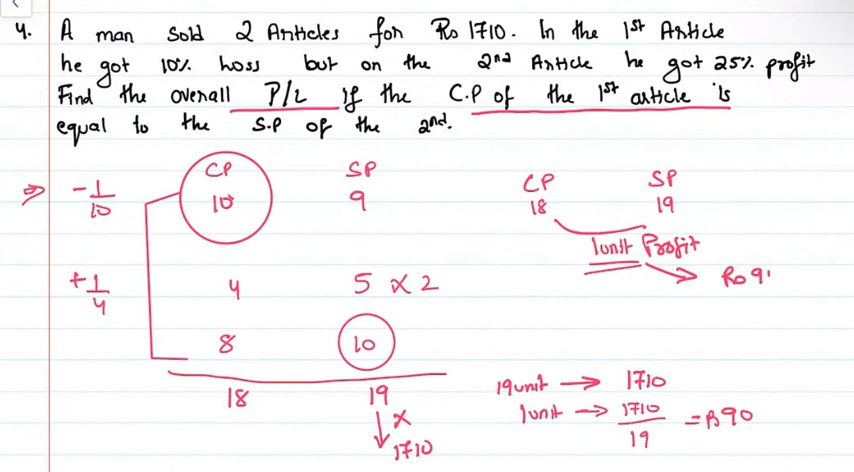 4. A man sold 2 Articles for Rs 1710. In the 1st Article
he got 10% loss but on the 2nd Article he got 25% profit
Find the overall P/L if the C.P of the 1st article is
equal to the S.P of the 2nd.
CP SP
⇒ -1/10 10 9
+1/4 4 5 × 2
8 10
18 19
×
1710
CP SP
18 19
1unit Profit
→ Rs 9
19unit → 1710
1unit → 1710/19 = Rs 90